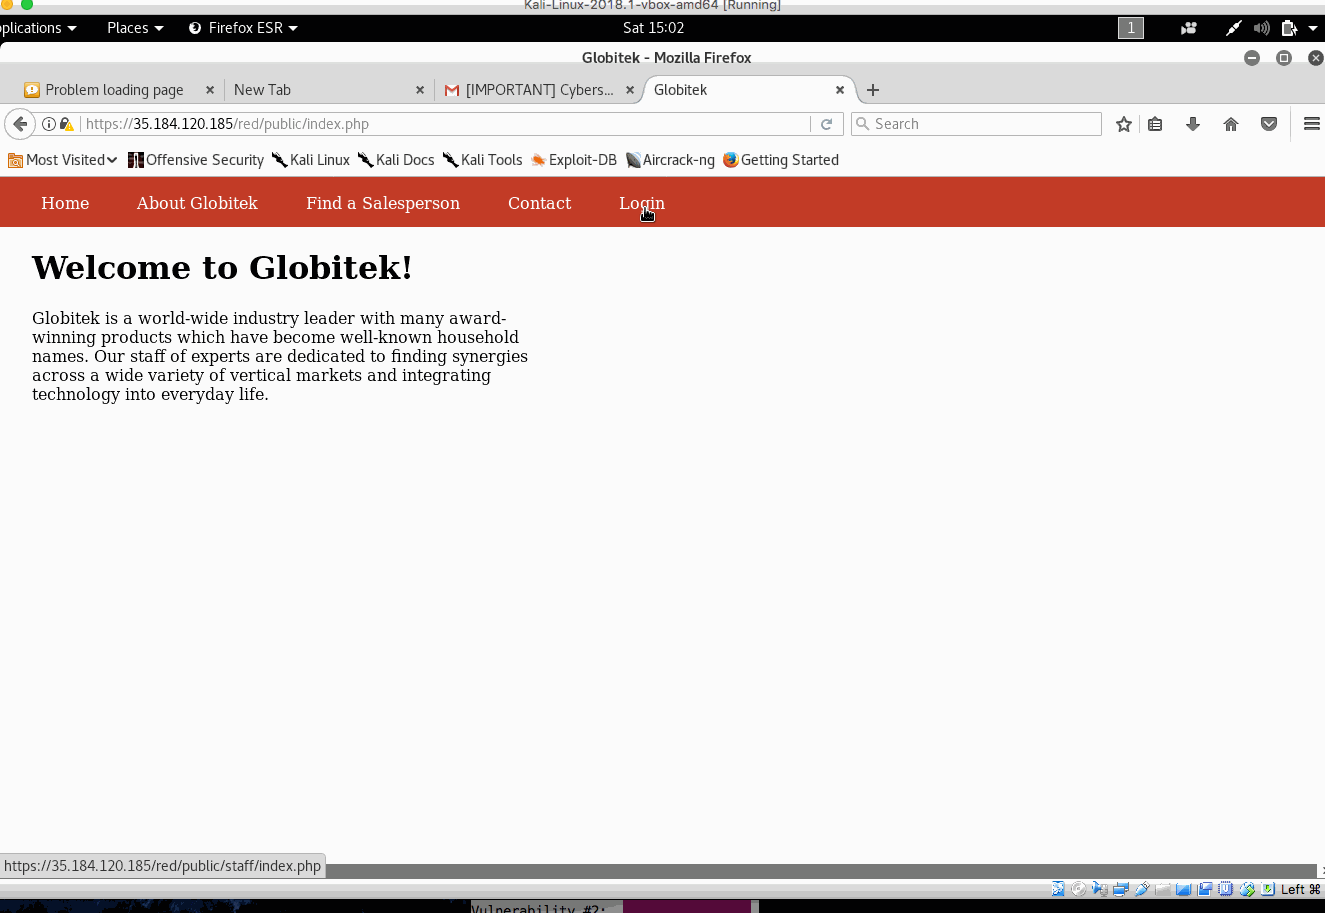 Kali-Linux-2018.1-vbox-amd64 [Running]
plications Places Firefox ESR Sat 15:02 1
Globitek - Mozilla Firefox
Problem loading page New Tab [IMPORTANT] Cybers... Globitek
https://35.184.120.185/red/public/index.php Search
Most Visited Offensive Security Kali Linux Kali Docs Kali Tools Exploit-DB Aircrack-ng Getting Started
Home About Globitek Find a Salesperson Contact Login
Welcome to Globitek!
Globitek is a world-wide industry leader with many award-
winning products which have become well-known household
names. Our staff of experts are dedicated to finding synergies
across a wide variety of vertical markets and integrating
technology into everyday life.
https://35.184.120.185/red/public/staff/index.php
Left ⌘
Vulnerability #2: